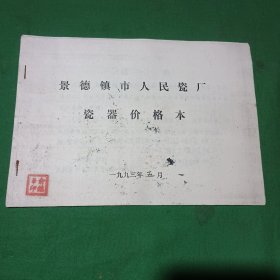 景德镇市人民瓷厂
瓷器价格本
一九九三年五月